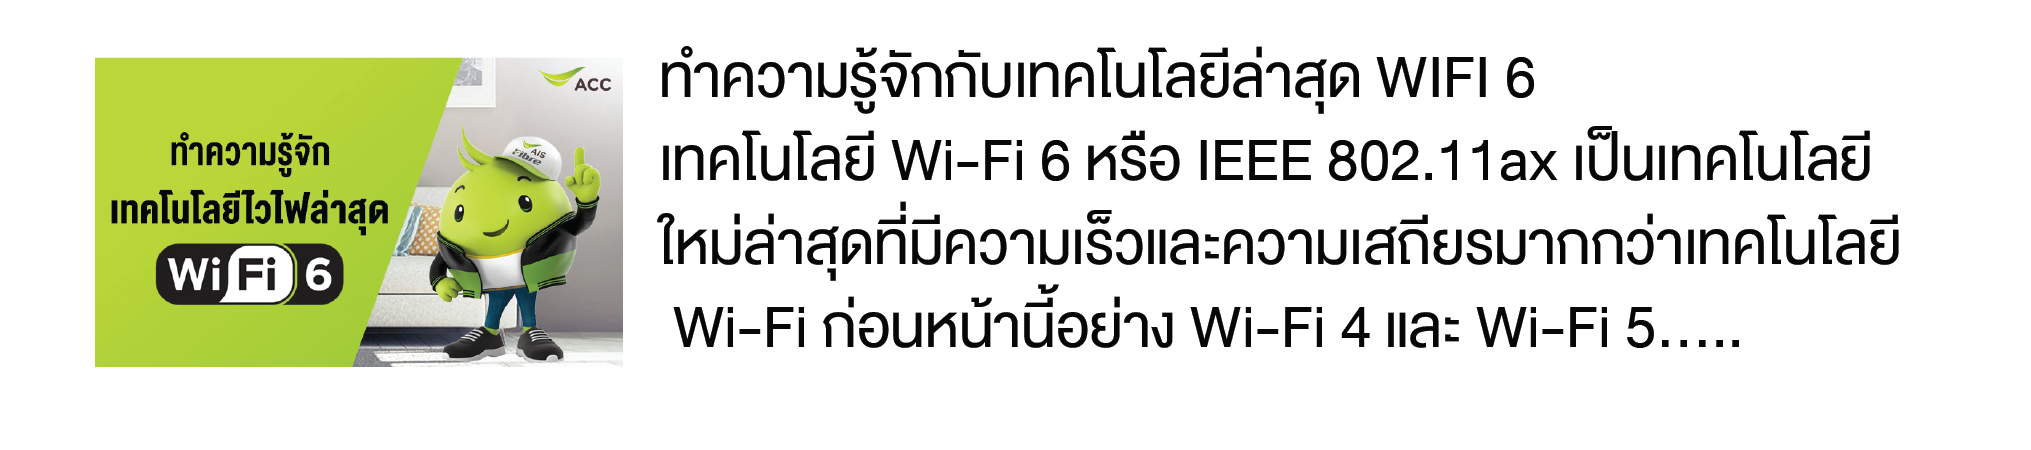 ACC
ทำความรู้จัก
เทคโนโลยีไวไฟล่าสุด
Wi Fi 6
AIS
Fibre
ทำความรู้จักกับเทคโนโลยีล่าสุด WIFI 6
เทคโนโลยี Wi-Fi 6 หรือ IEEE 802.11ax เป็นเทคโนโลยี
ใหม่ล่าสุดที่มีความเร็วและความเสถียรมากกว่าเทคโนโลยี
Wi-Fi ก่อนหน้านี้อย่าง Wi-Fi 4 และ Wi-Fi 5.....